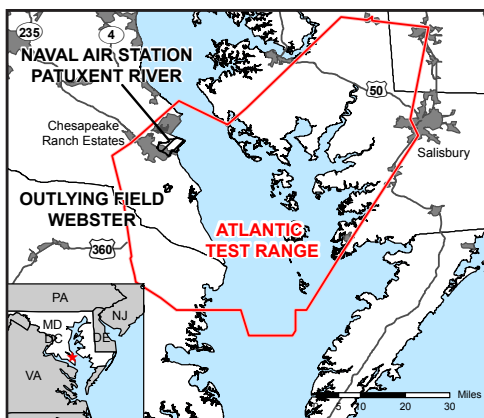 235
4
NAVAL AIR STATION
PATUXENT RIVER
50
Chesapeake
Ranch Estates
Salisbury
OUTLYING FIELD
WEBSTER
ATLANTIC
TEST RANGE
360
PA
NJ
MD
DC
DE
VA
Miles
5 10 20 30